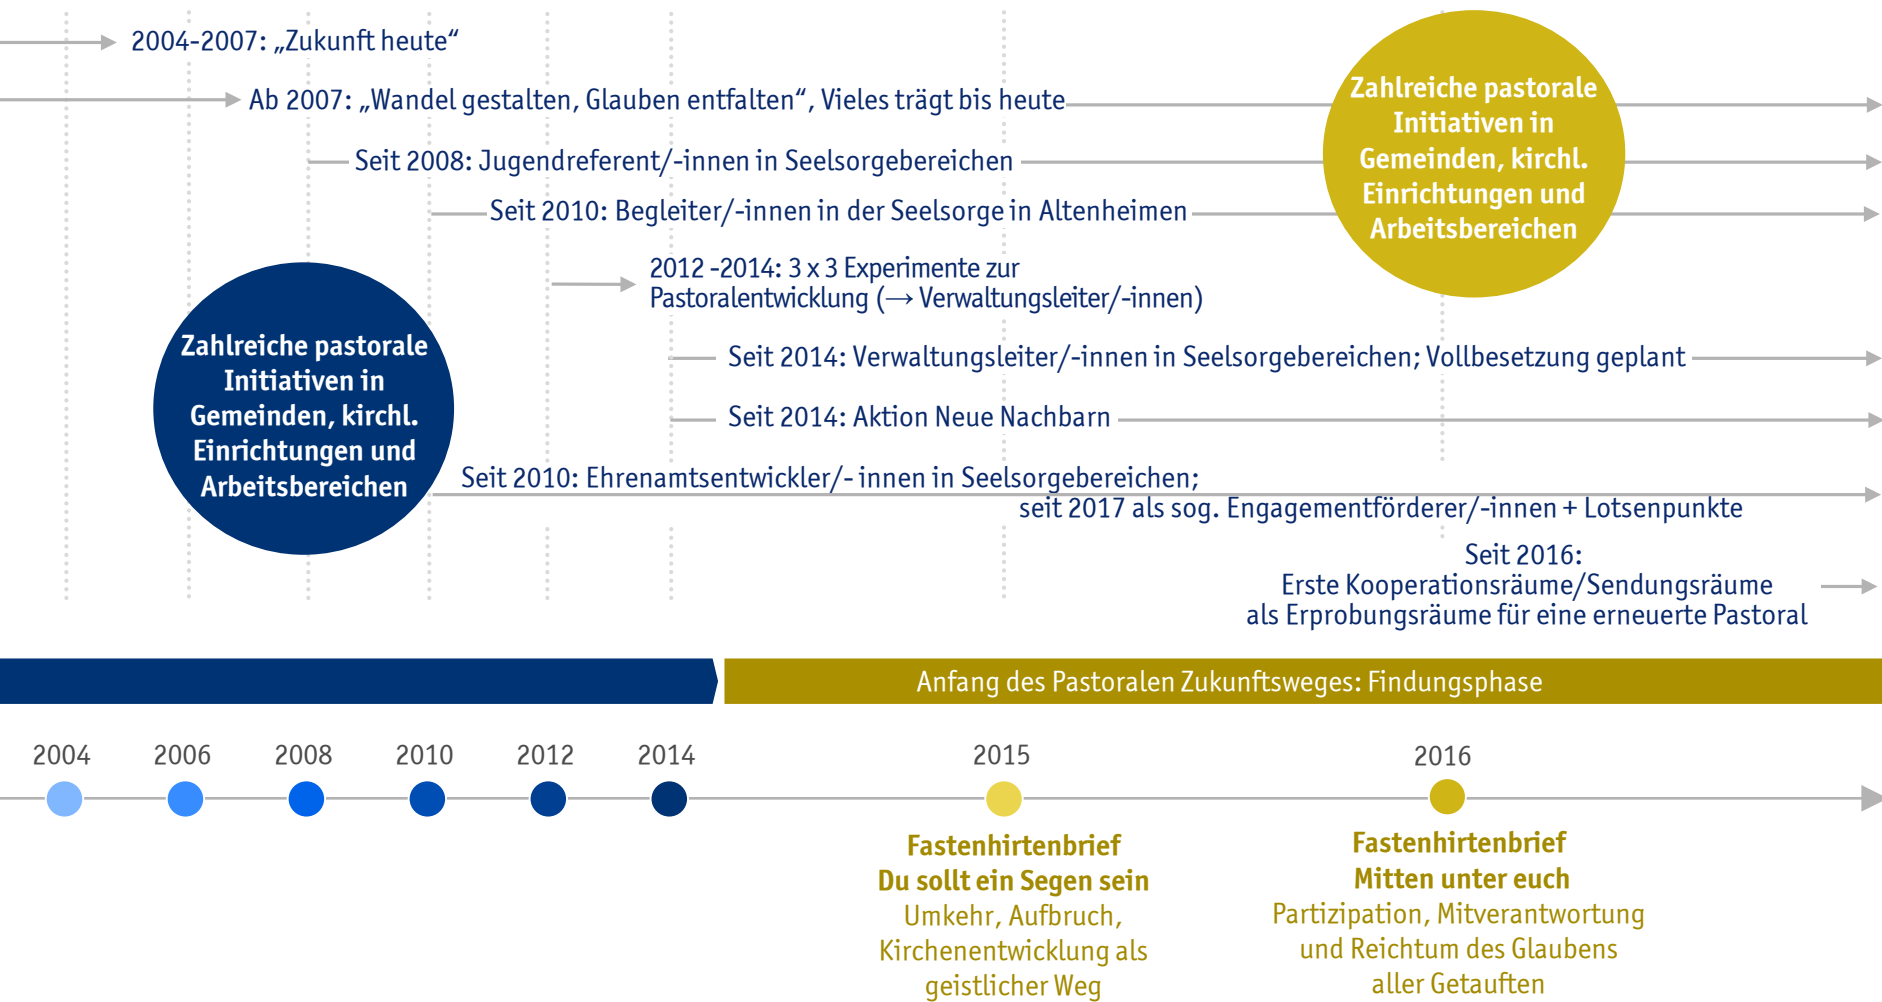 2004-2007: „Zukunft heute“
Ab 2007: „Wandel gestalten, Glauben entfalten“, Vieles trägt bis heute
Seit 2008: Jugendreferent/-innen in Seelsorgebereichen
Seit 2010: Begleiter/-innen in der Seelsorge in Altenheimen
Zahlreiche pastorale
Initiativen in
Gemeinden, kirchl.
Einrichtungen und
Arbeitsbereichen
2012 -2014: 3 x 3 Experimente zur
Pastoralentwicklung (→ Verwaltungsleiter/-innen)
Zahlreiche pastorale
Initiativen in
Gemeinden, kirchl.
Einrichtungen und
Arbeitsbereichen
Seit 2014: Verwaltungsleiter/-innen in Seelsorgebereichen; Vollbesetzung geplant
Seit 2014: Aktion Neue Nachbarn
Seit 2010: Ehrenamtsentwickler/- innen in Seelsorgebereichen;
seit 2017 als sog. Engagementförderer/-innen + Lotsenpunkte
Seit 2016:
Erste Kooperationsräume/Sendungsräume
als Erprobungsräume für eine erneuerte Pastoral
Anfang des Pastoralen Zukunftsweges: Findungsphase
2004 2006 2008 2010 2012 2014 2015 2016
Fastenhirtenbrief
Du sollt ein Segen sein
Umkehr, Aufbruch,
Kirchenentwicklung als
geistlicher Weg
Fastenhirtenbrief
Mitten unter euch
Partizipation, Mitverantwortung
und Reichtum des Glaubens
aller Getauften